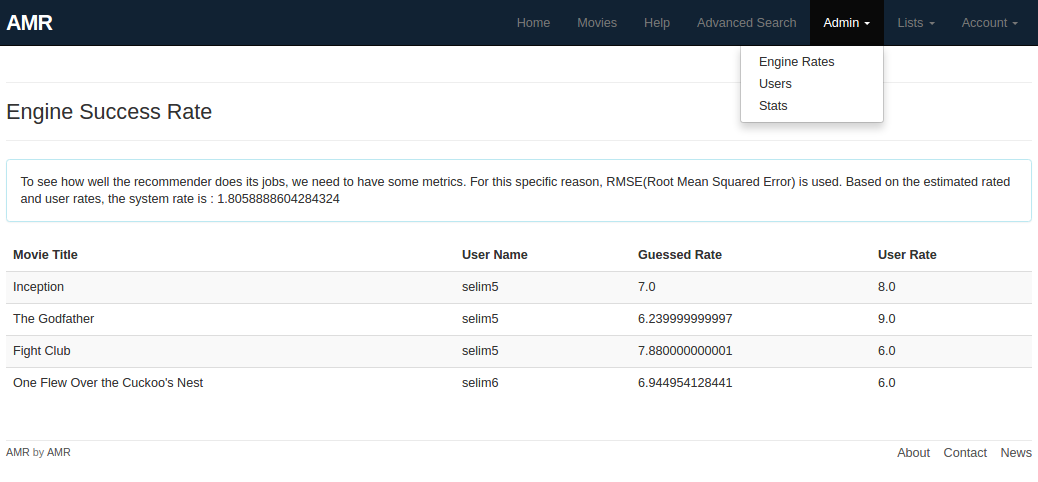 AMR Home Movies Help Advanced Search Admin Lists Account
Engine Rates
Users
Stats
Engine Success Rate
To see how well the recommender does its jobs, we need to have some metrics. For this specific reason, RMSE(Root Mean Squared Error) is used. Based on the estimated rated
and user rates, the system rate is : 1.8058888604284324
Movie Title User Name Guessed Rate User Rate
Inception selim5 7.0 8.0
The Godfather selim5 6.239999999997 9.0
Fight Club selim5 7.880000000001 6.0
One Flew Over the Cuckoo's Nest selim6 6.944954128441 6.0
AMR by AMR About Contact News